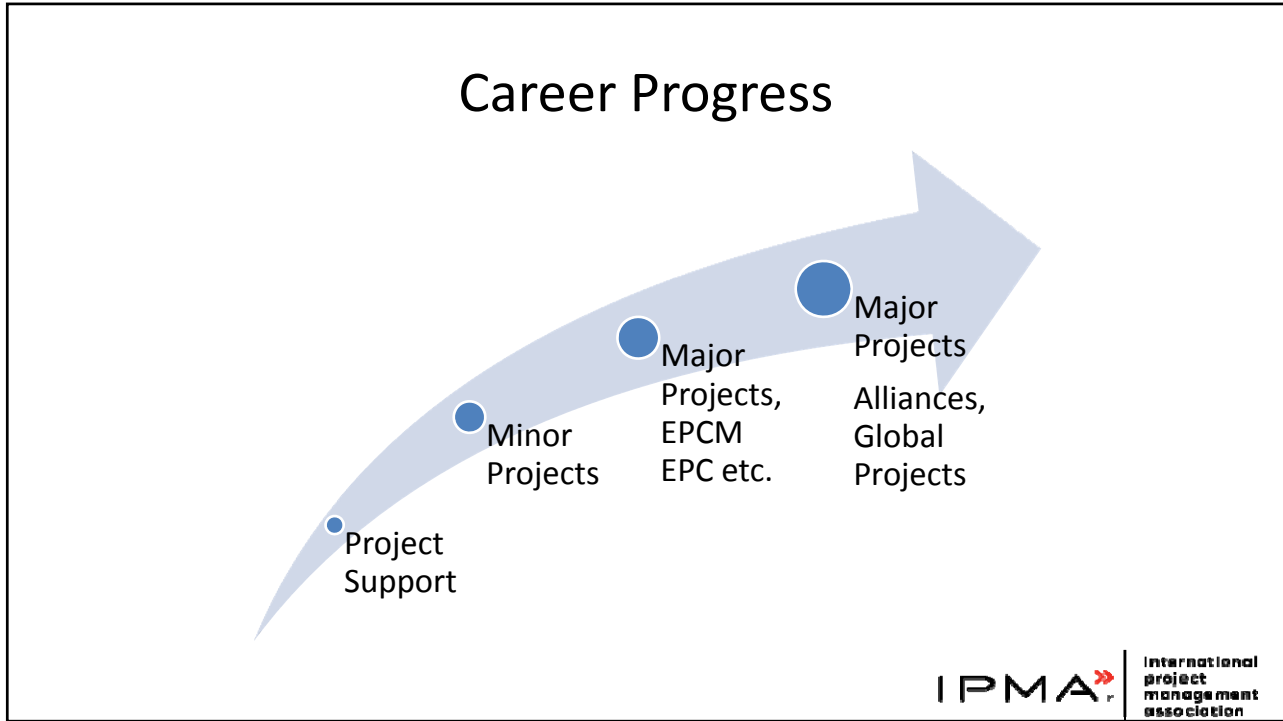 Career Progress
Major
Projects
Alliances,
Global
Projects
Major
Projects,
EPCM
EPC etc.
Minor
Projects
Project
Support
IPMA
International
project
management
association